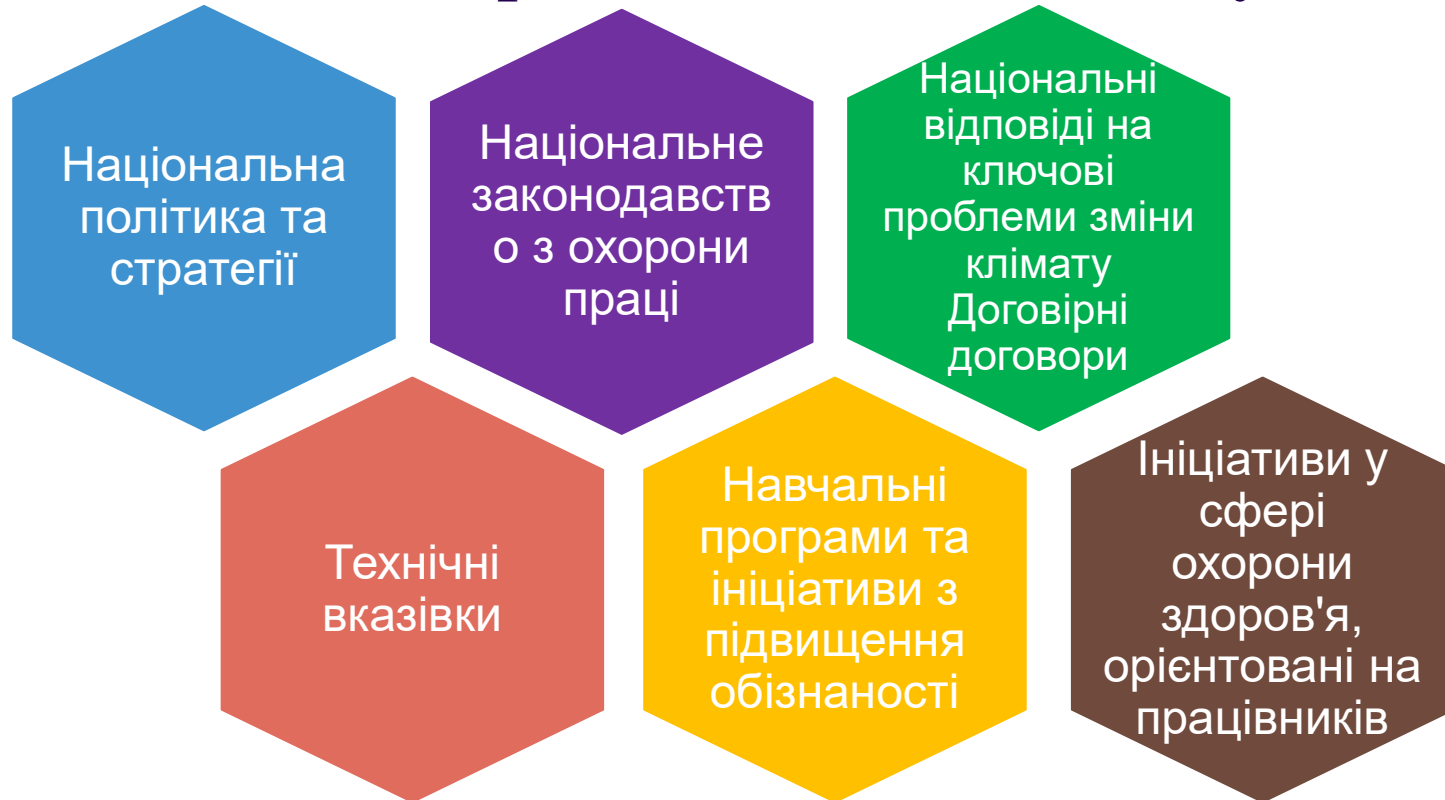 Національна
політика та
стратегії
Національне
законодавств
о з охорони
праці
Національні
відповіді на
ключові
проблеми зміни
клімату
Договірні
договори
Технічні
вказівки
Навчальні
програми та
ініціативи з
підвищення
обізнаності
Ініціативи у
сфері
охорони
здоров'я,
орієнтовані на
працівників